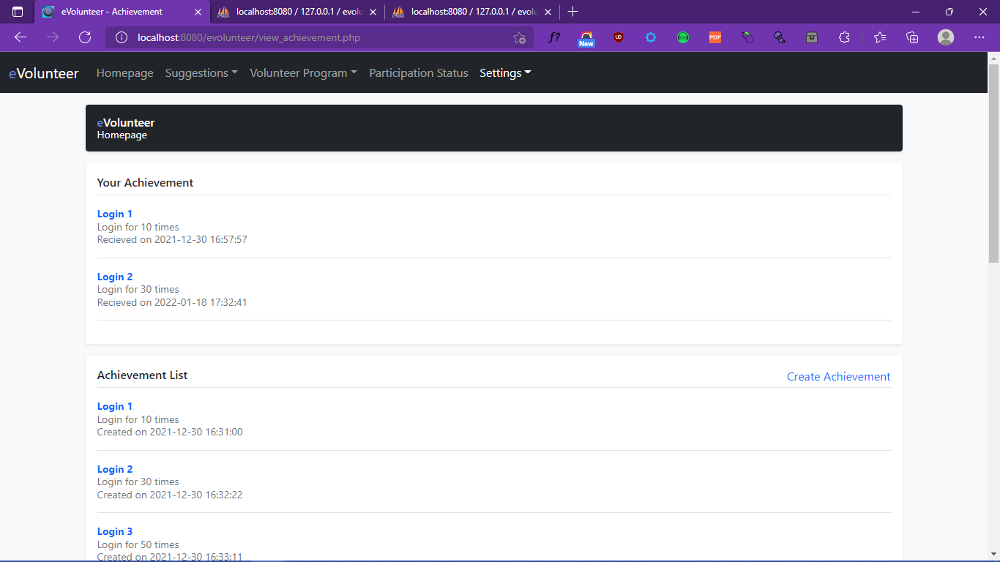 eVolunteer - Achievement
localhost:8080 / 127.0.0.1 / evolu
localhost:8080 / 127.0.0.1 / evolu
localhost:8080/evolunteer/view_achievement.php
f?
New
UD
PDF
eVolunteer Homepage Suggestions Volunteer Program Participation Status Settings
eVolunteer
Homepage
Your Achievement
Login 1
Login for 10 times
Recieved on 2021-12-30 16:57:57
Login 2
Login for 30 times
Recieved on 2022-01-18 17:32:41
Achievement List
Create Achievement
Login 1
Login for 10 times
Created on 2021-12-30 16:31:00
Login 2
Login for 30 times
Created on 2021-12-30 16:32:22
Login 3
Login for 50 times
Created on 2021-12-30 16:33:11